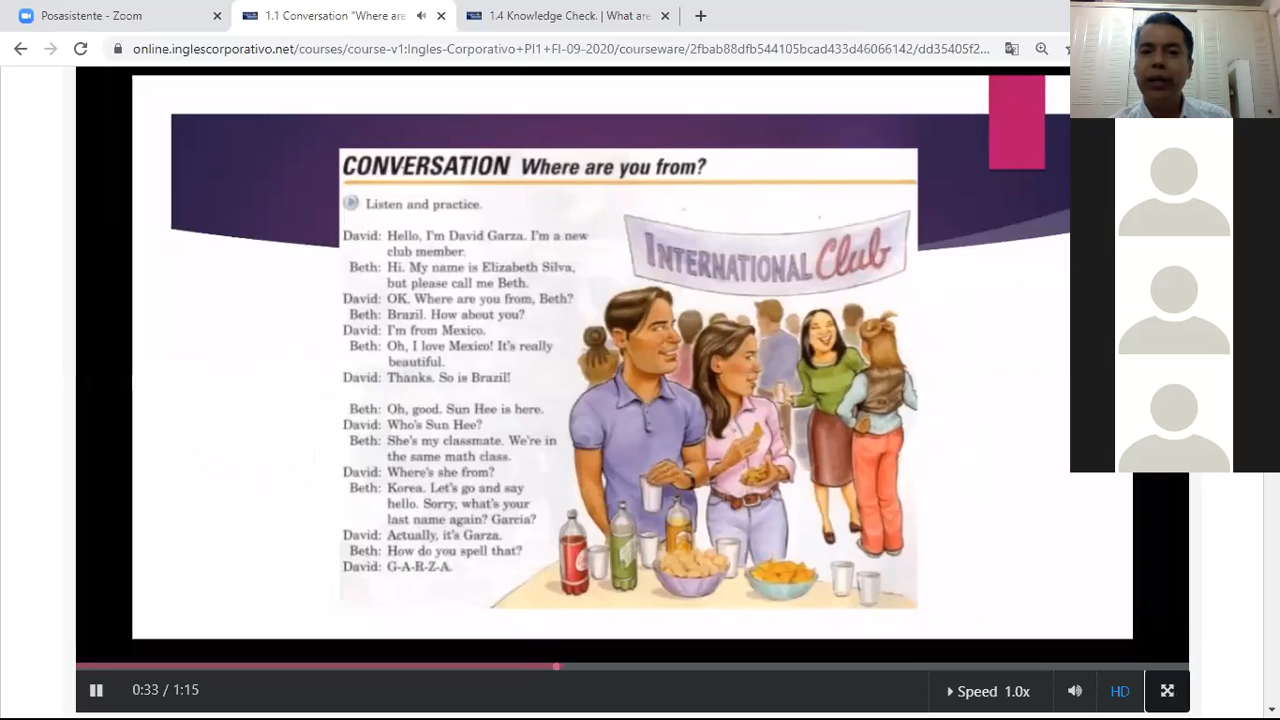 Posasistente - Zoom
1.1 Conversation "Where are
1.4 Knowledge Check. | What an
online.inglescorporativo.net/courses/course-v1:Ingles-Corporativo+PI1+FI-09-2020/courseware/2fbab88dfb544105bcad433d46066142/dd35405f2...
CONVERSATION Where are you from?
Listen and practice.
David: Hello, I'm David Garza. I'm a new
club member.
Beth: Hi. My name is Elizabeth Silva,
but please call me Beth.
David: OK. Where are you from, Beth?
Beth: Brazil. How about you?
David: I'm from Mexico.
Beth: Oh, I love Mexico! It's really
beautiful.
David: Thanks. So is Brazil!
Beth: Oh, good. Sun Hee is here.
David: Who's Sun Hee?
Beth: She's my classmate. We're in
the same math class.
David: Where's she from?
Beth: Korea. Let's go and say
hello. Sorry, what's your
last name again? Garcia?
David: Actually, it's Garza.
Beth: How do you spell that?
David: G-A-R-Z-A.
INTERNATIONAL Club
0:33 / 1:15
Speed 1.0x
HD